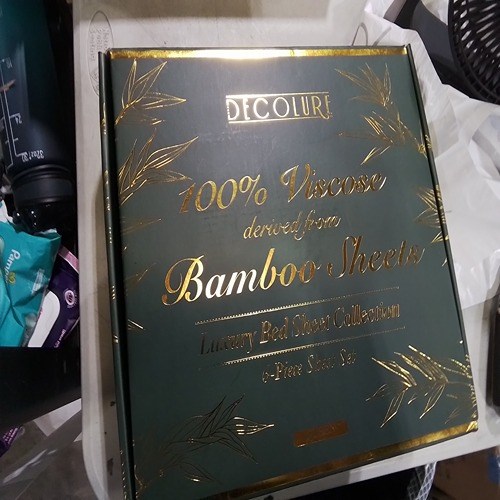 DECOLURE
100% Viscose
derived from
Bamboo Sheets
Luxury Bed Sheet Collection
6-Piece Sheet Set